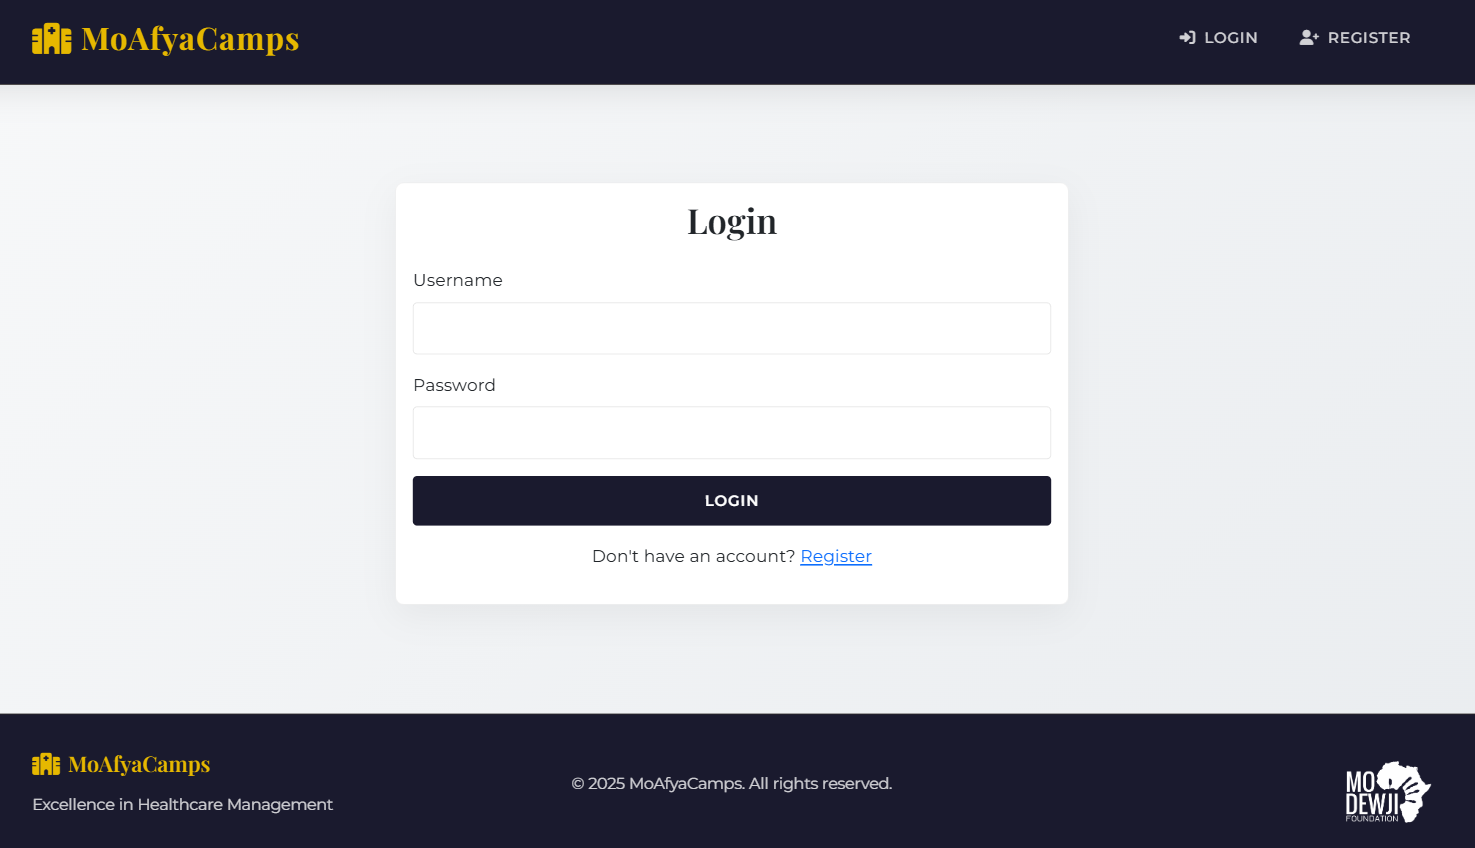 MoAfyaCamps
LOGIN
REGISTER
Login
Username
Password
LOGIN
Don't have an account? Register
MoAfyaCamps
Excellence in Healthcare Management
© 2025 MoAfyaCamps. All rights reserved.
MO
DEWJI
FOUNDATION